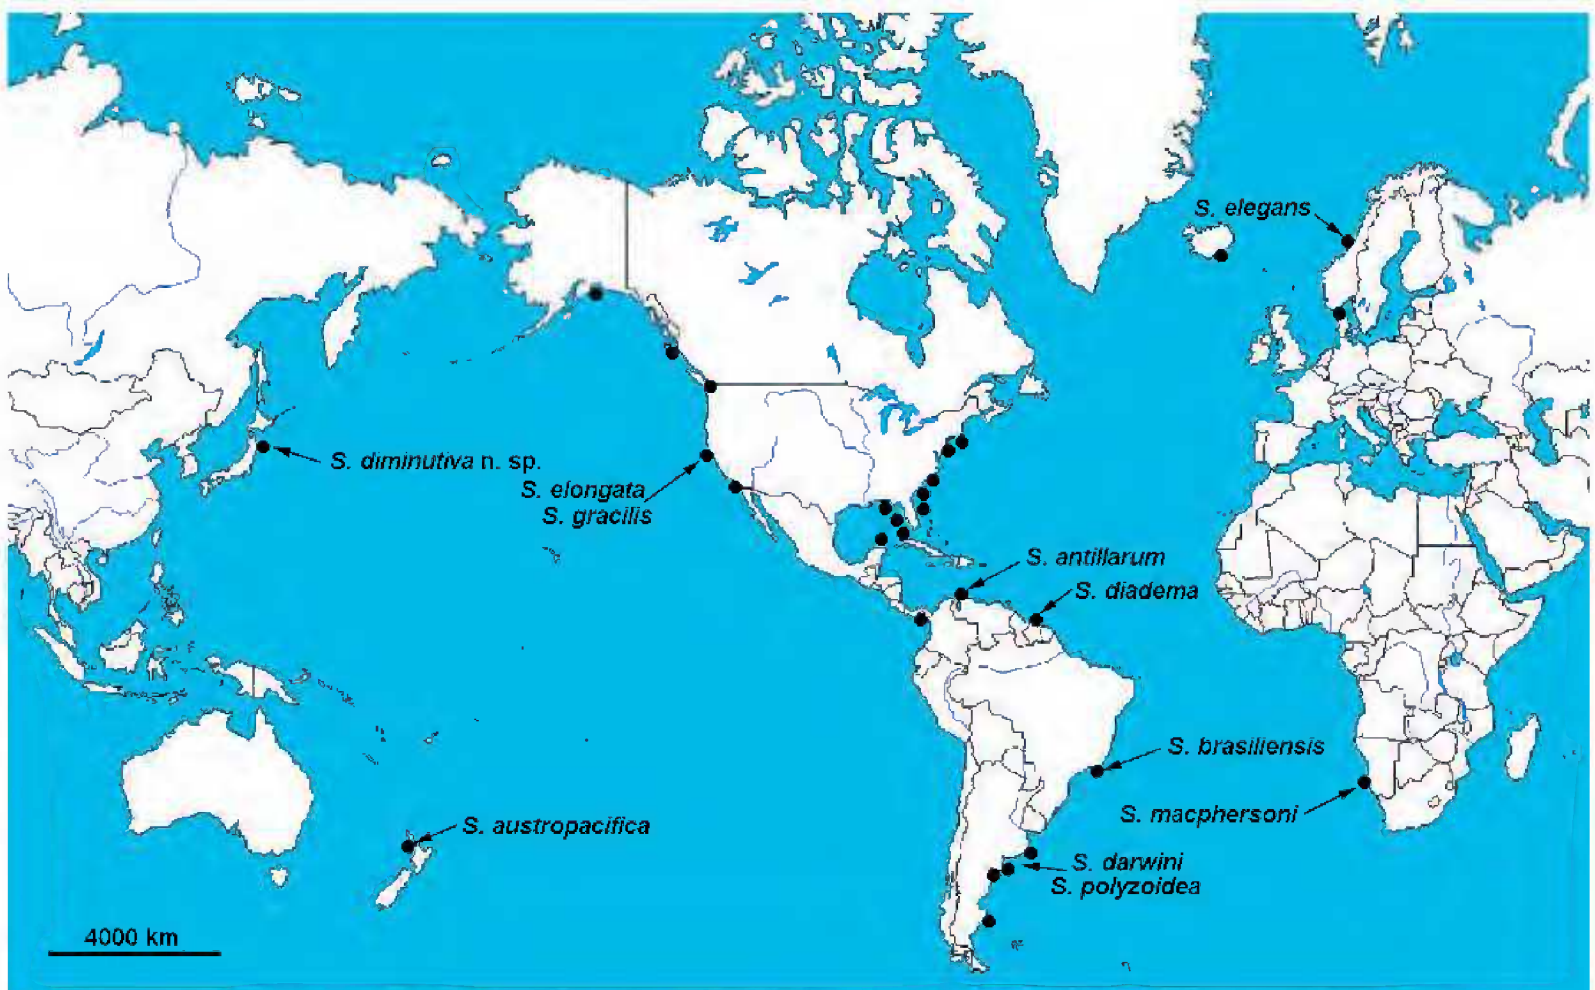 S. elegans
S. diminutiva n. sp.
S. elongata
S. gracilis
S. antillarum
S. diadema
S. brasiliensis
S. macphersoni
S. austropacifica
S. darwini
S. polyzoidea
4000 km